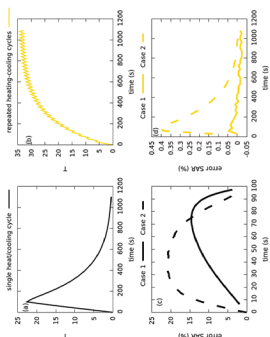 single heat/cooling cycle
(a)
T
25
20
15
10
5
0
0 200 400 600 800 1000 1200
time (s)
repeated heating-cooling cycles
(b)
T
35
30
25
20
15
10
5
0
0 200 400 600 800 1000 1200
time (s)
Case 1 Case 2
(c)
error SAR (%)
25
20
15
10
5
0
0 10 20 30 40 50 60 70 80 90 100
time (s)
Case 1 Case 2
(d)
error SAR (%)
0.45
0.4
0.35
0.3
0.25
0.2
0.15
0.1
0.05
0
-0.05
0 200 400 600 800 1000 1200
time (s)